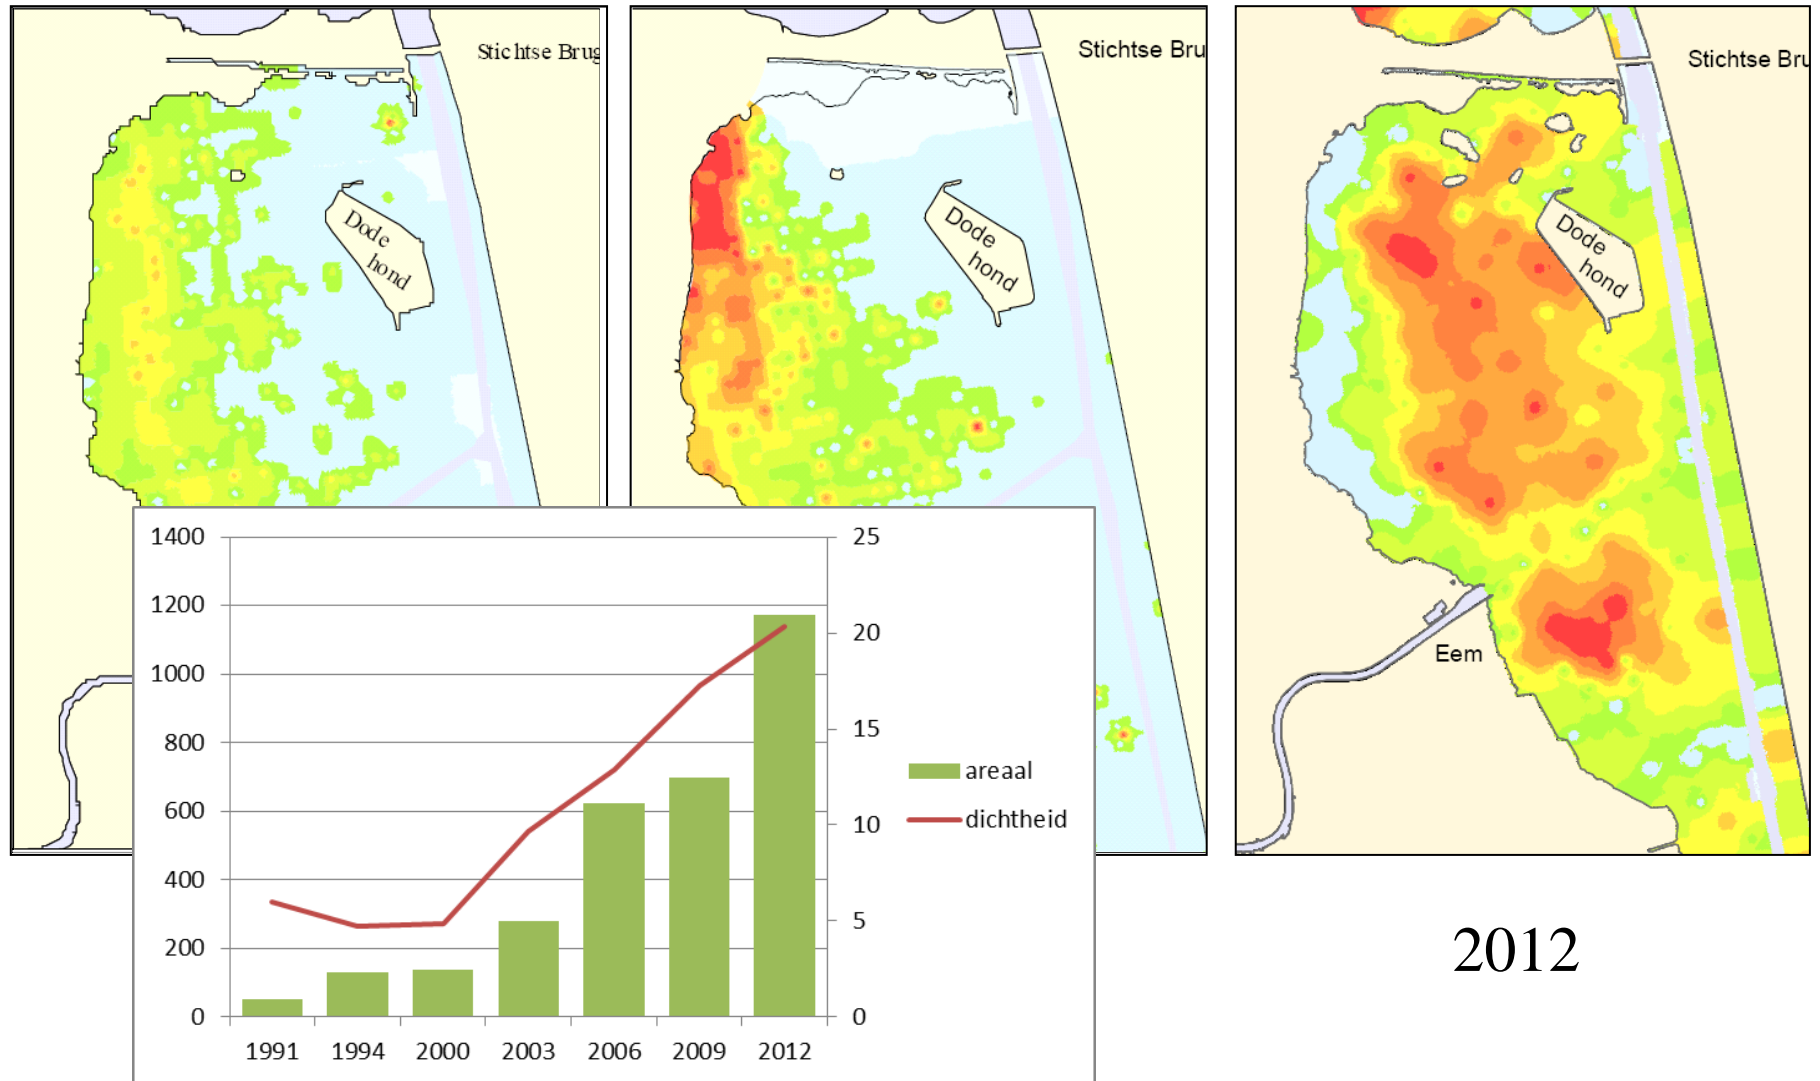 Stichtse Brug
Dode
hond
Stichtse Bru
Dode
hond
Stichtse Bru
Dode
hond
Eem
1400
1200
1000
800
600
400
200
0
25
20
15
10
5
0
1991 1994 2000 2003 2006 2009 2012
areaal
dichtheid
2012